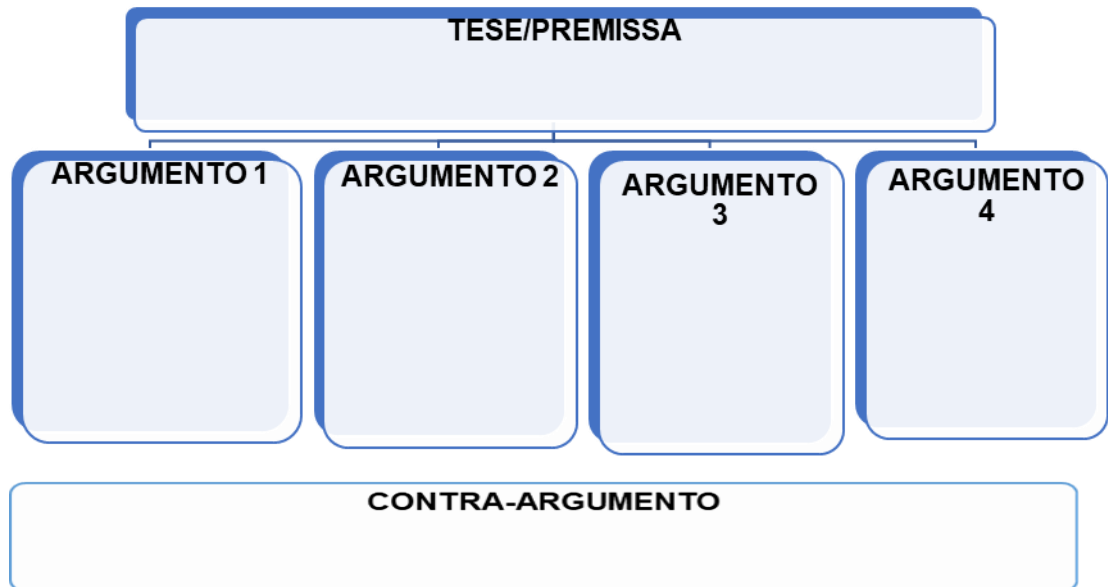 TESE/PREMISSA
ARGUMENTO 1
ARGUMENTO 2
ARGUMENTO
3
ARGUMENTO
4
CONTRA-ARGUMENTO